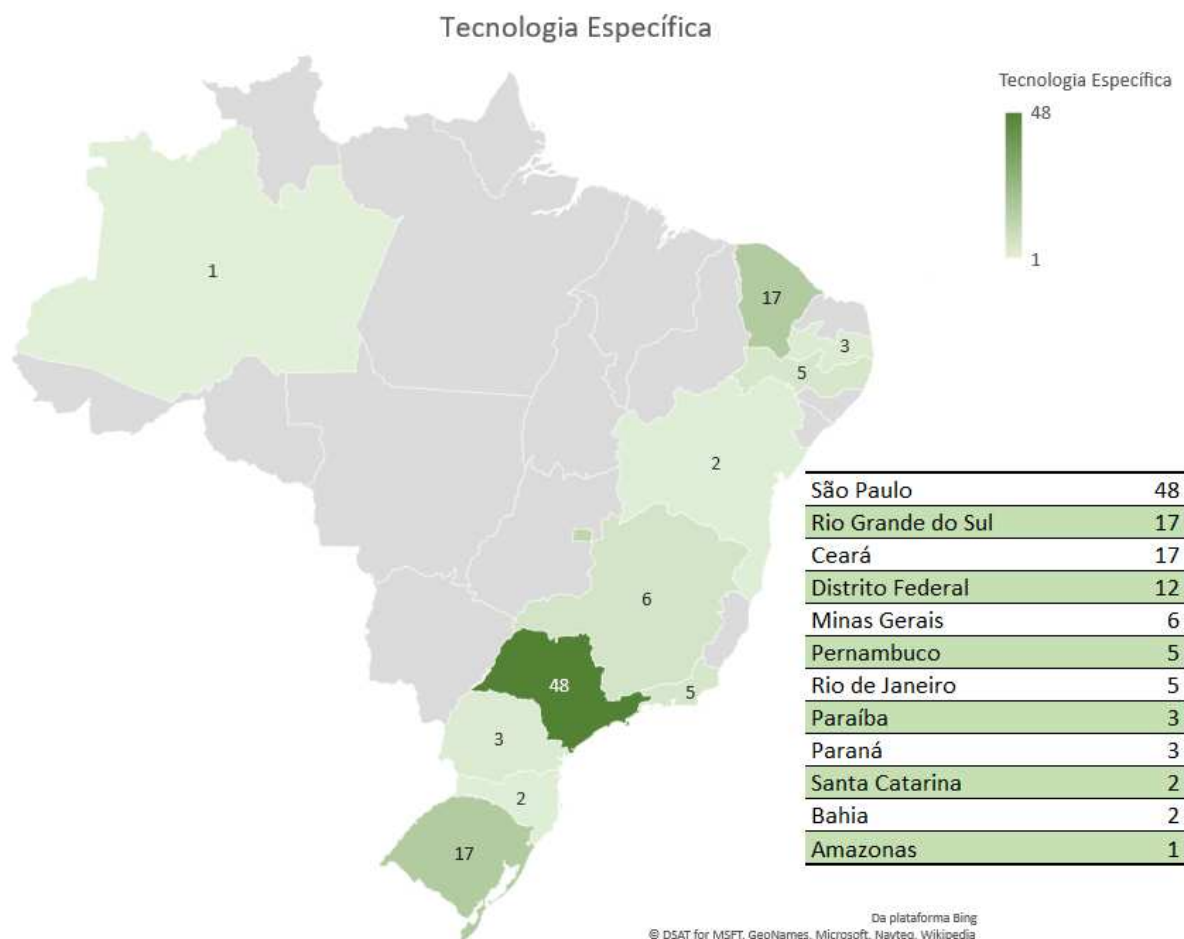 Tecnologia Específica
Tecnologia Específica
48
1
1
17
3
5
2
6
48
5
3
2
17
São Paulo 48
Rio Grande do Sul 17
Ceará 17
Distrito Federal 12
Minas Gerais 6
Pernambuco 5
Rio de Janeiro 5
Paraíba 3
Paraná 3
Santa Catarina 2
Bahia 2
Amazonas 1
Da plataforma Bing
© DSAT for MSFT, GeoNames, Microsoft, Navteq, Wikipedia